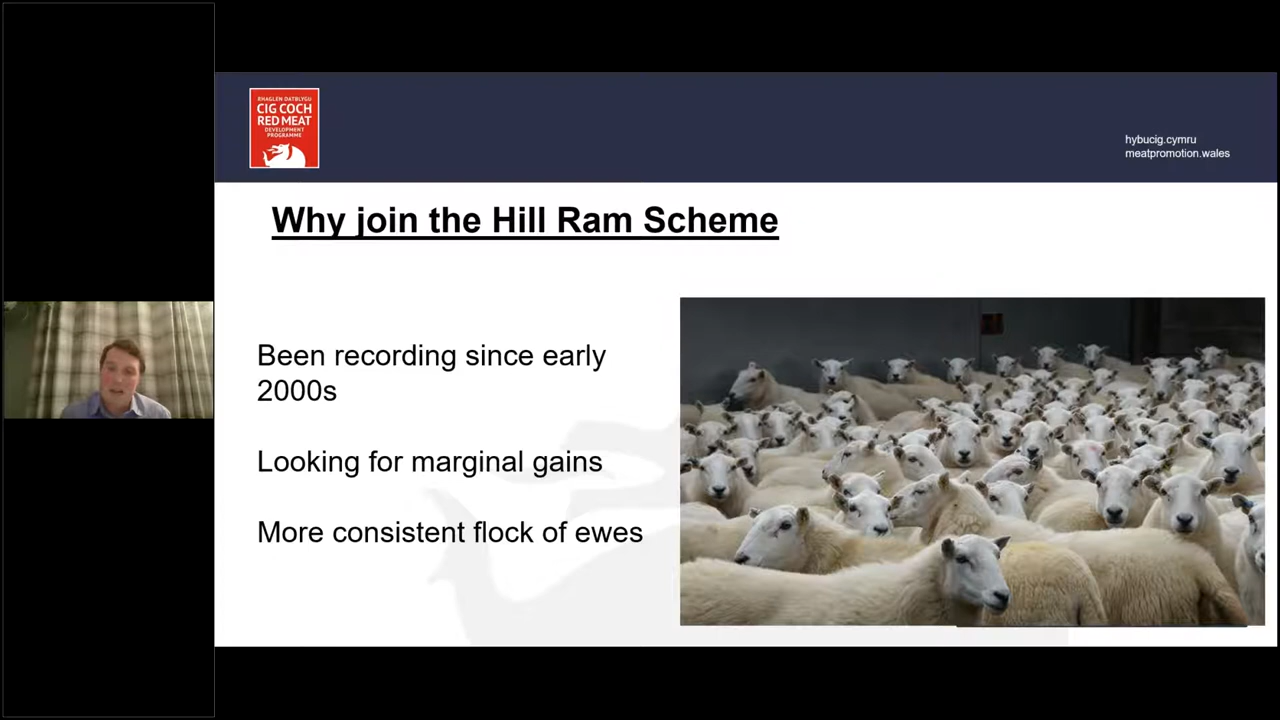 RHAGLEN DATBLYGU
CIG COCH
RED MEAT
DEVELOPMENT
PROGRAMME
hybucig.cymru
meatpromotion.wales
Why join the Hill Ram Scheme
Been recording since early
2000s
Looking for marginal gains
More consistent flock of ewes